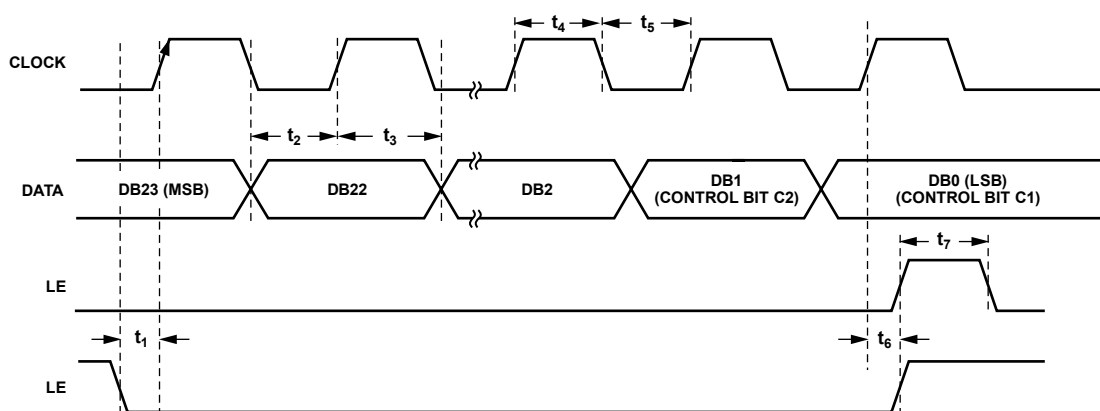 t4
t5
CLOCK
t2
t3
DATA
DB23 (MSB)
DB22
DB2
DB1
(CONTROL BIT C2)
DB0 (LSB)
(CONTROL BIT C1)
t7
LE
t1
t6
LE